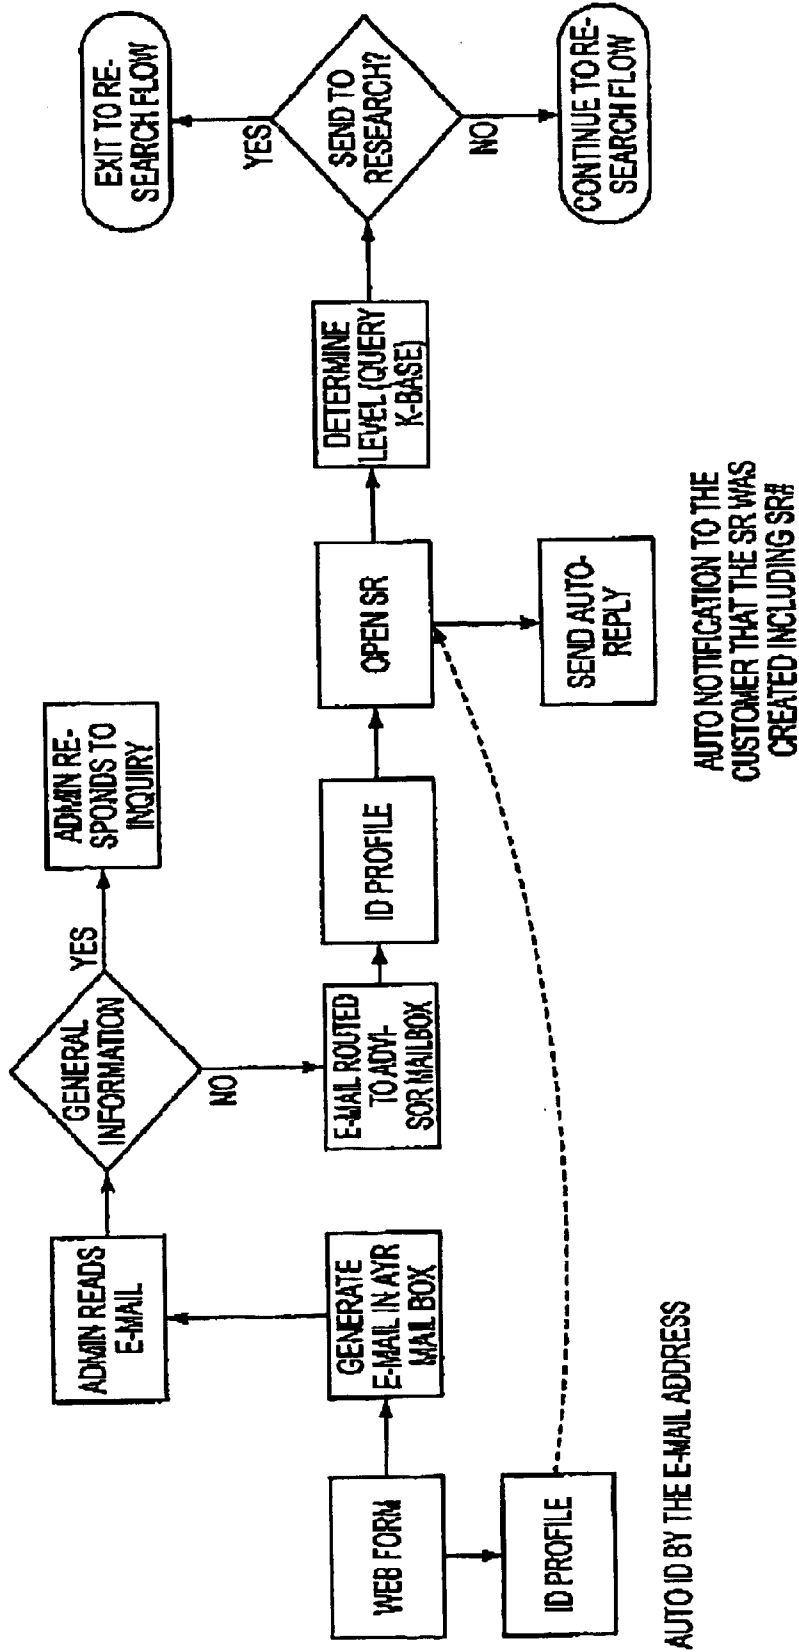 WEB FORM
ID PROFILE
AUTO ID BY THE E-MAIL ADDRESS
GENERATE
E-MAIL IN AYR
MAIL BOX
ADMIN READS
E-MAIL
GENERAL
INFORMATION
YES
ADMIN RE-
SPONDS TO
INQUIRY
NO
E-MAIL ROUTED
TO ADVI-
SOR MAILBOX
ID PROFILE
OPEN SR
SEND AUTO-
REPLY
AUTO NOTIFICATION TO THE
CUSTOMER THAT THE SR WAS
CREATED INCLUDING SR#
DETERMINE
LEVEL (QUERY
K-BASE)
SEND TO
RESEARCH?
YES
EXIT TO RE-
SEARCH FLOW
NO
CONTINUE TO RE-
SEARCH FLOW